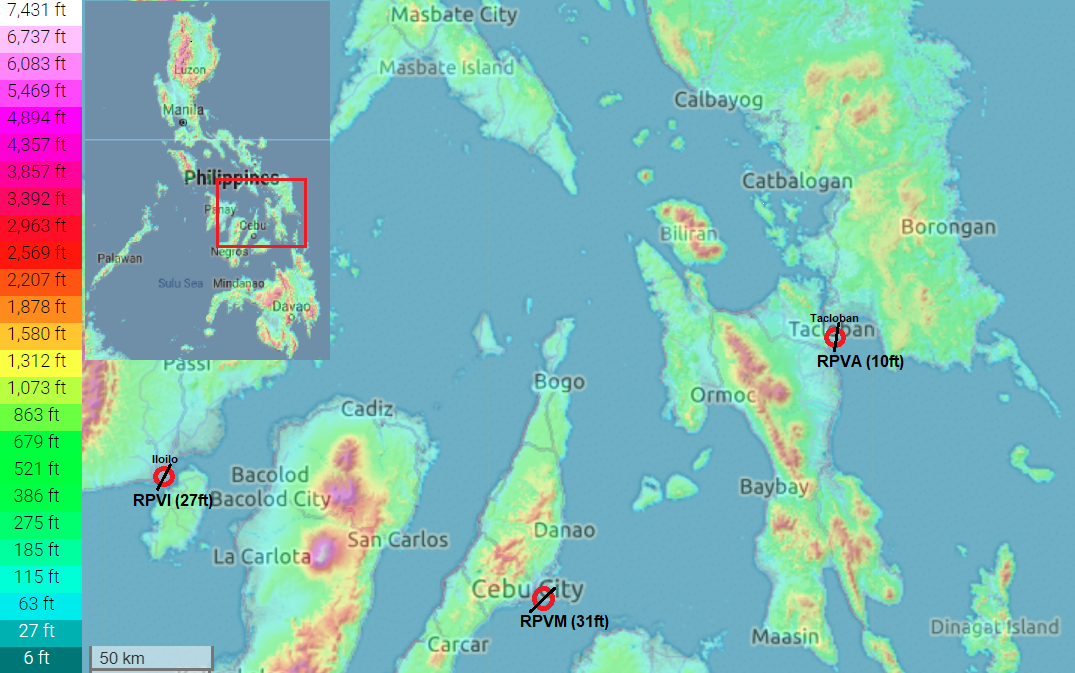 7,431 ft
6,737 ft
6,083 ft
5,469 ft
4,894 ft
4,357 ft
3,857 ft
3,392 ft
2,963 ft
2,569 ft
2,207 ft
1,878 ft
1,580 ft
1,312 ft
1,073 ft
863 ft
679 ft
521 ft
386 ft
275 ft
185 ft
115 ft
63 ft
27 ft
6 ft
Luzon
Manila
Philippines
Panay
Cebu
Negros
Palawan
Sulu Sea
Mindanao
Davao
Masbate City
Masbate Island
Calbayog
Catbalogan
Borongan
Biliran
Tacloban
Tacloban
RPVA (10ft)
Passi
Bogo
Ormoc
Cadiz
Iloilo
RPVI (27ft)
Bacolod
Bacolod City
Baybay
La Carlota
San Carlos
Danao
Cebu City
RPVM (31ft)
Carcar
Maasin
Dinagat Island
50 km